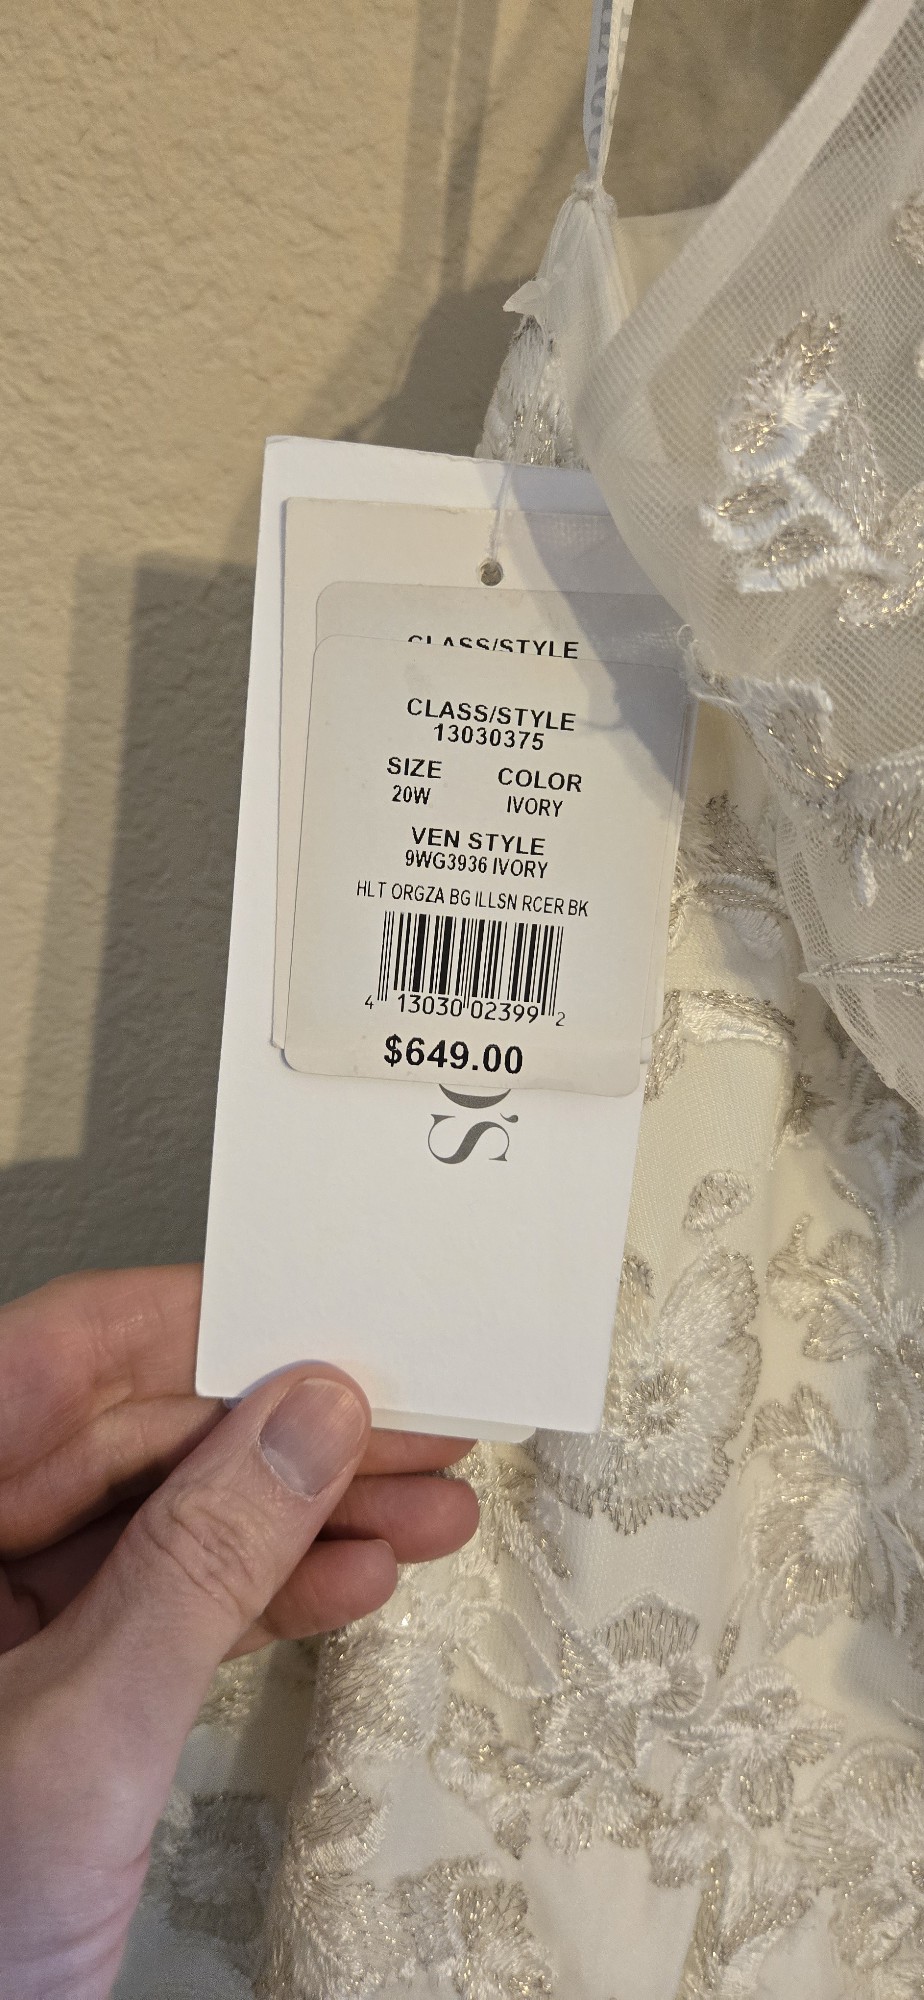 CLASS/STYLE
CLASS/STYLE
13030375
SIZE COLOR
20W IVORY
VEN STYLE
9WG3936 IVORY
HLT ORGZA BG ILLSN RCER BK
4 13030 02399 2
$649.00
'S